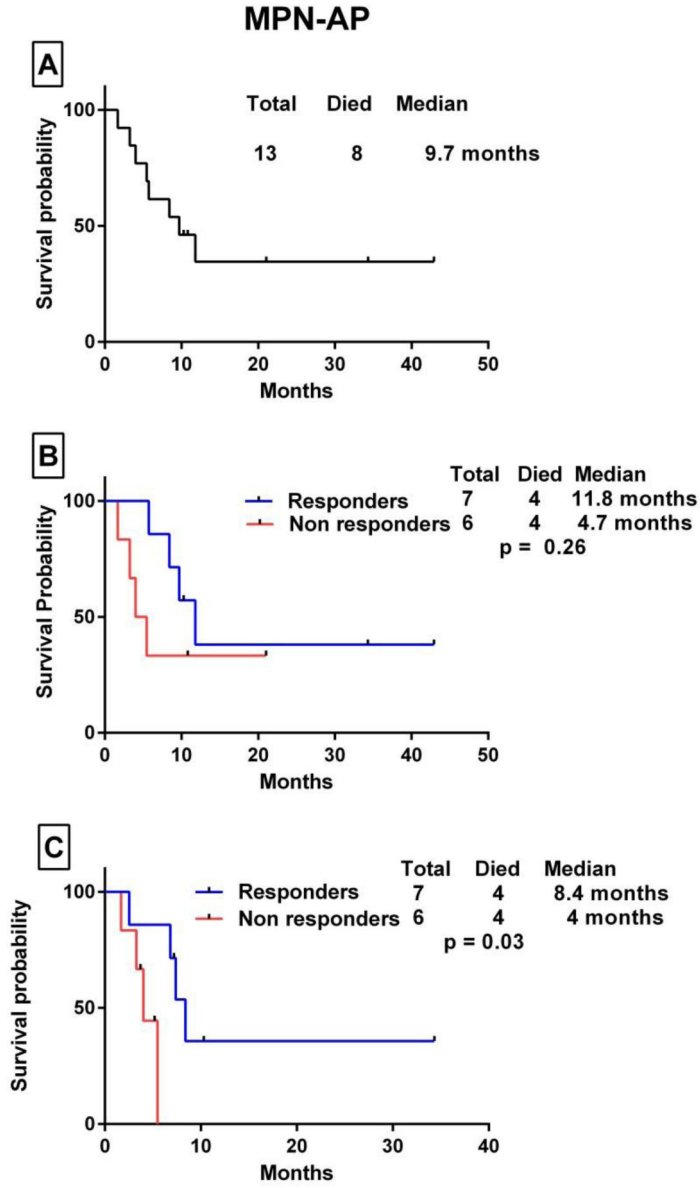 MPN-AP
A
Total Died Median
13 8 9.7 months
Survival probability
100
50
0
0 10 20 30 40 50
Months
B
Total Died Median
Responders 7 4 11.8 months
Non responders 6 4 4.7 months
p = 0.26
Survival Probability
100
50
0
0 10 20 30 40 50
Months
C
Total Died Median
Responders 7 4 8.4 months
Non responders 6 4 4 months
p = 0.03
Survival probability
100
50
0
0 10 20 30 40
Months